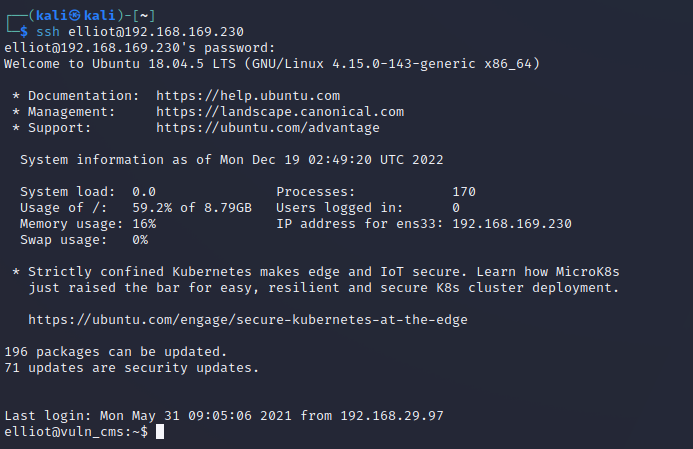 ┌──(kali㉿kali)-[~]
└─$ ssh elliot@192.168.169.230
elliot@192.168.169.230's password:
Welcome to Ubuntu 18.04.5 LTS (GNU/Linux 4.15.0-143-generic x86_64)
* Documentation:  https://help.ubuntu.com
* Management:     https://landscape.canonical.com
* Support:        https://ubuntu.com/advantage
System information as of Mon Dec 19 02:49:20 UTC 2022
System load:  0.0               Processes:            170
Usage of /:   59.2% of 8.79GB   Users logged in:      0
Memory usage: 16%               IP address for ens33: 192.168.169.230
Swap usage:   0%
* Strictly confined Kubernetes makes edge and IoT secure. Learn how MicroK8s
just raised the bar for easy, resilient and secure K8s cluster deployment.
https://ubuntu.com/engage/secure-kubernetes-at-the-edge
196 packages can be updated.
71 updates are security updates.
Last login: Mon May 31 09:05:06 2021 from 192.168.29.97
elliot@vuln_cms:~$